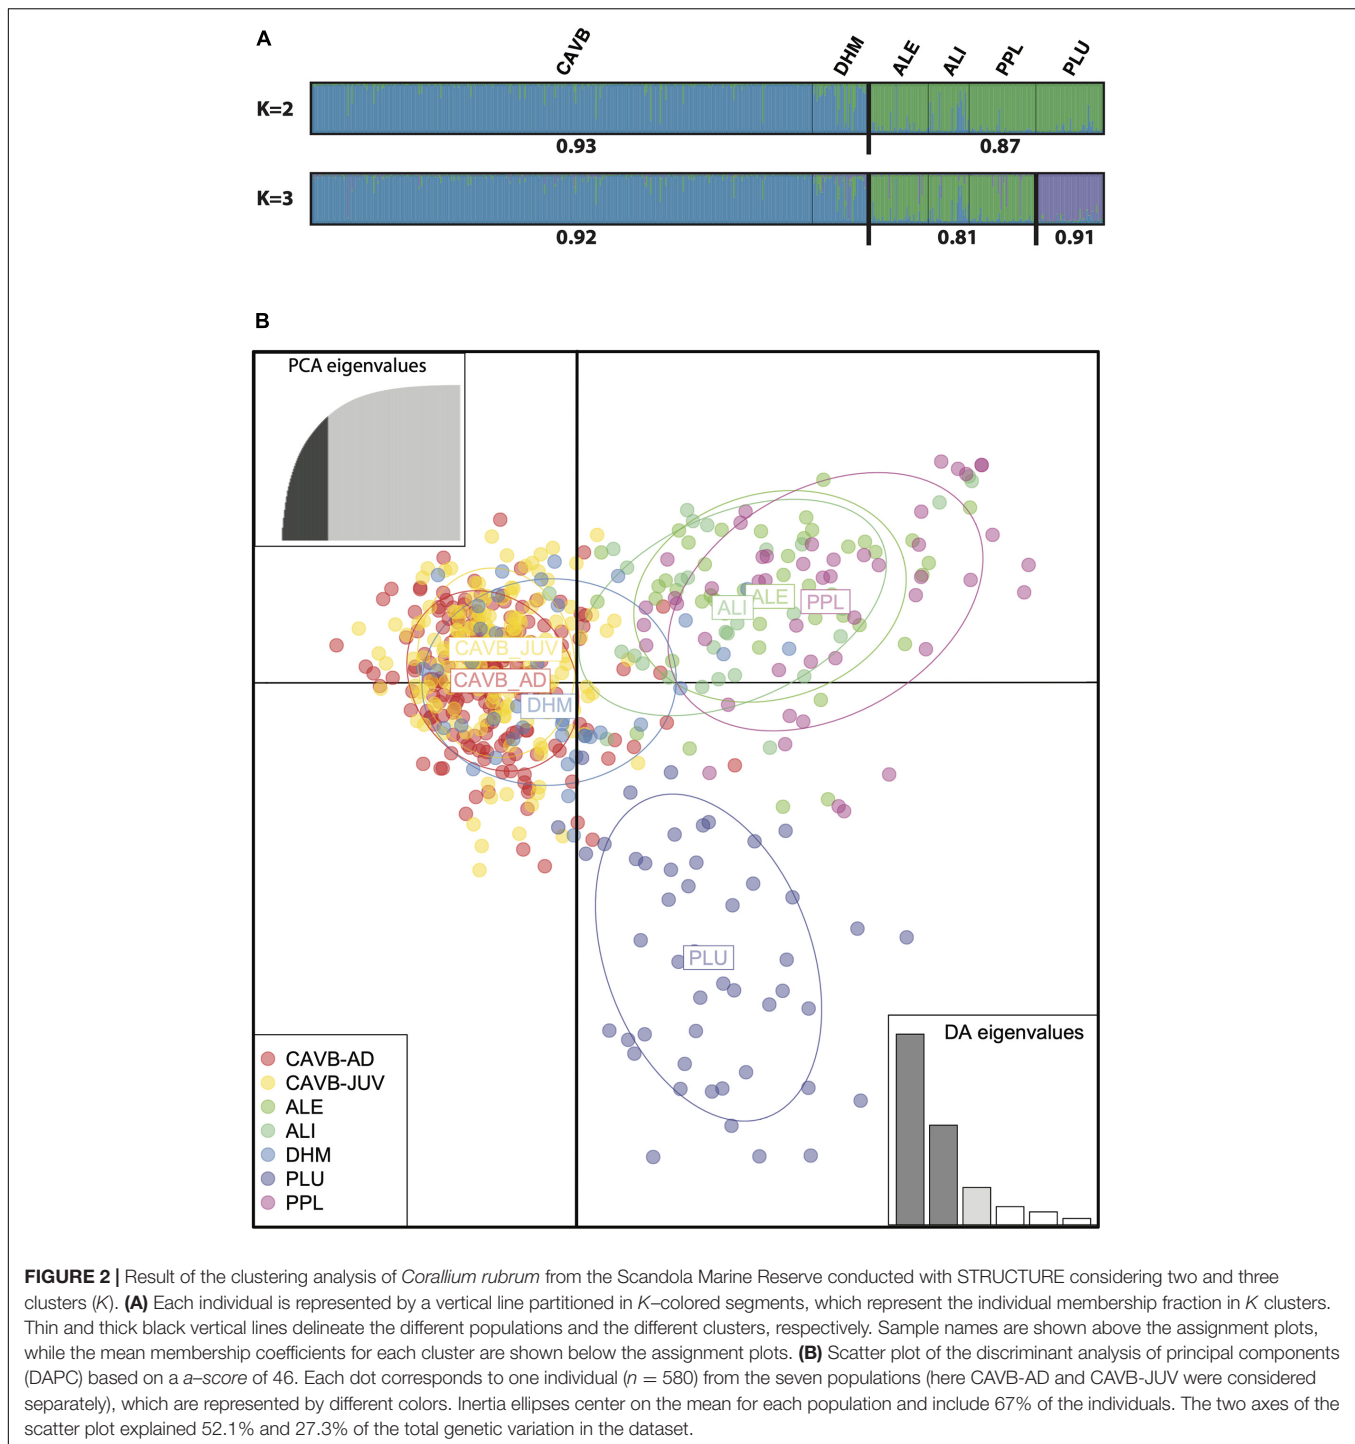 A
CAVB DHM ALE ALI PPL PLU
K=2
0.93 0.87
K=3
0.92 0.81 0.91
B
PCA eigenvalues
ALI ALE PPL
CAVB_JUV
CAVB_AD
DHM
PLU
DA eigenvalues
CAVB-AD
CAVB-JUV
ALE
ALI
DHM
PLU
PPL
FIGURE 2 | Result of the clustering analysis of Corallium rubrum from the Scandola Marine Reserve conducted with STRUCTURE considering two and three
clusters (K). (A) Each individual is represented by a vertical line partitioned in K–colored segments, which represent the individual membership fraction in K clusters.
Thin and thick black vertical lines delineate the different populations and the different clusters, respectively. Sample names are shown above the assignment plots,
while the mean membership coefficients for each cluster are shown below the assignment plots. (B) Scatter plot of the discriminant analysis of principal components
(DAPC) based on a a–score of 46. Each dot corresponds to one individual (n = 580) from the seven populations (here CAVB-AD and CAVB-JUV were considered
separately), which are represented by different colors. Inertia ellipses center on the mean for each population and include 67% of the individuals. The two axes of the
scatter plot explained 52.1% and 27.3% of the total genetic variation in the dataset.